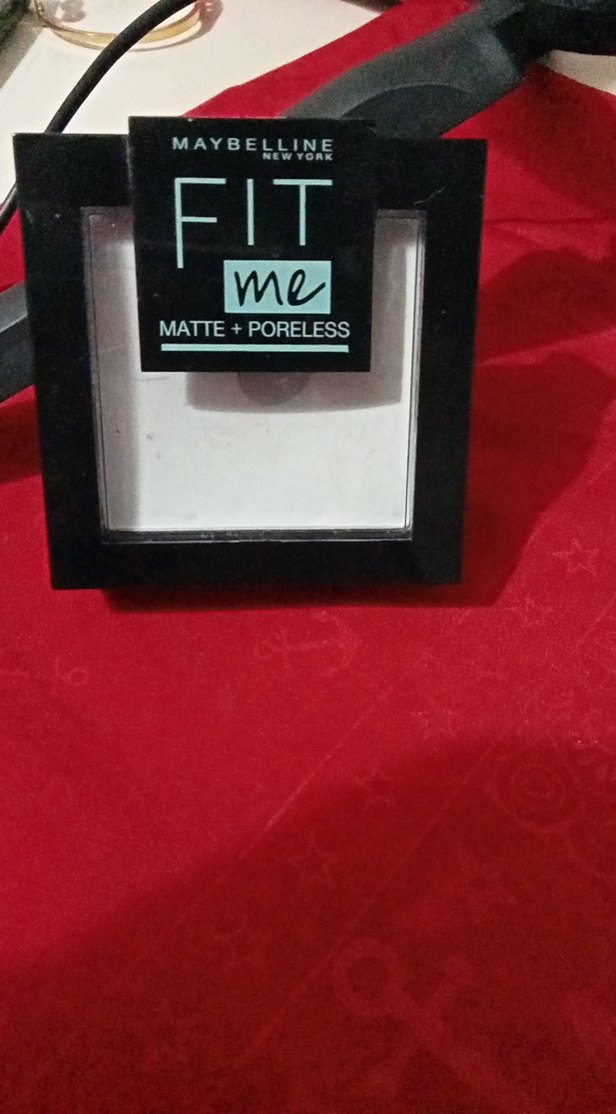 MAYBELLINE
NEW YORK
FIT
me
MATTE + PORELESS